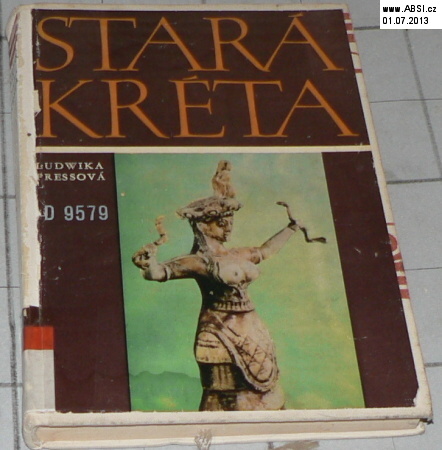 www.ABSI.cz
01.07.2013
STARÁ
KRÉTA
LUDWIKA
PRESSOVÁ
D 9579